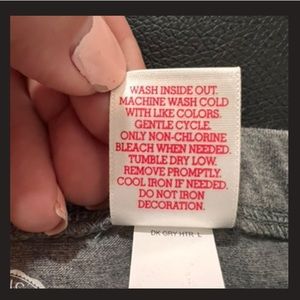 WASH INSIDE OUT.
MACHINE WASH COLD
WITH LIKE COLORS.
GENTLE CYCLE.
ONLY NON-CHLORINE
BLEACH WHEN NEEDED.
TUMBLE DRY LOW.
REMOVE PROMPTLY.
COOL IRON IF NEEDED.
DO NOT IRON
DECORATION.
DK GRY HTR L